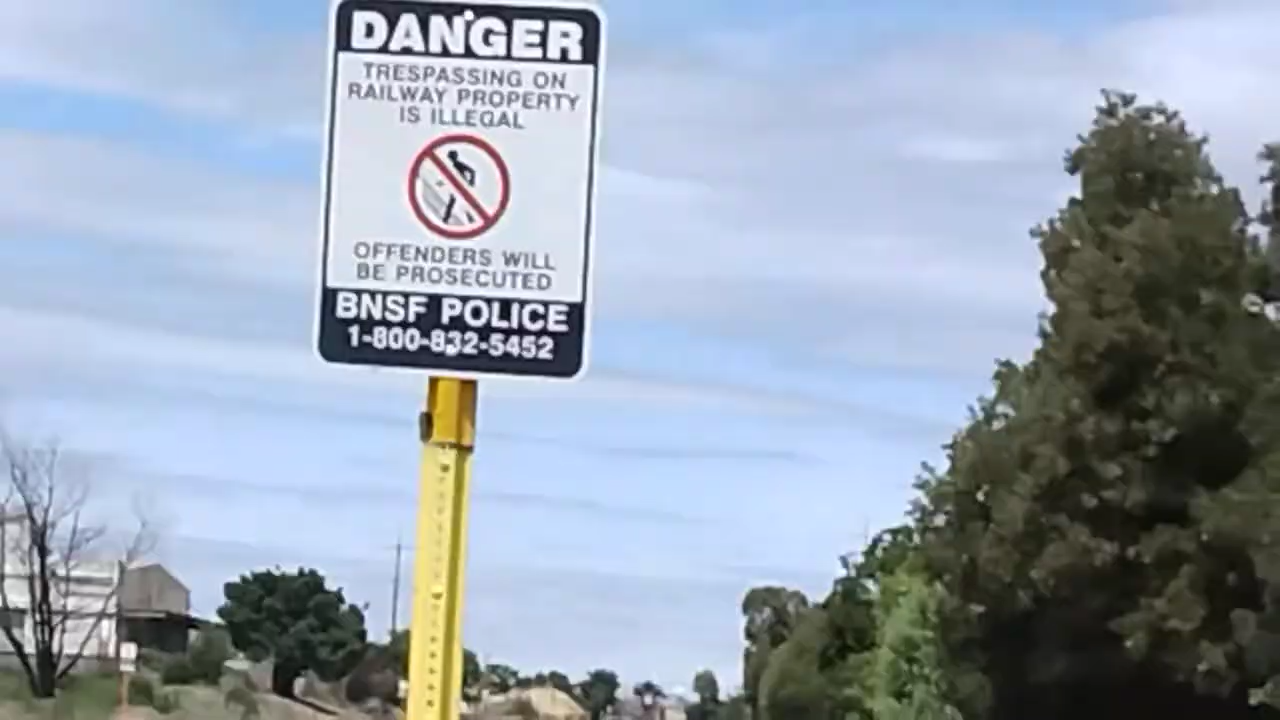 DANGER
TRESPASSING ON
RAILWAY PROPERTY
IS ILLEGAL
OFFENDERS WILL
BE PROSECUTED
BNSF POLICE
1-800-832-5452